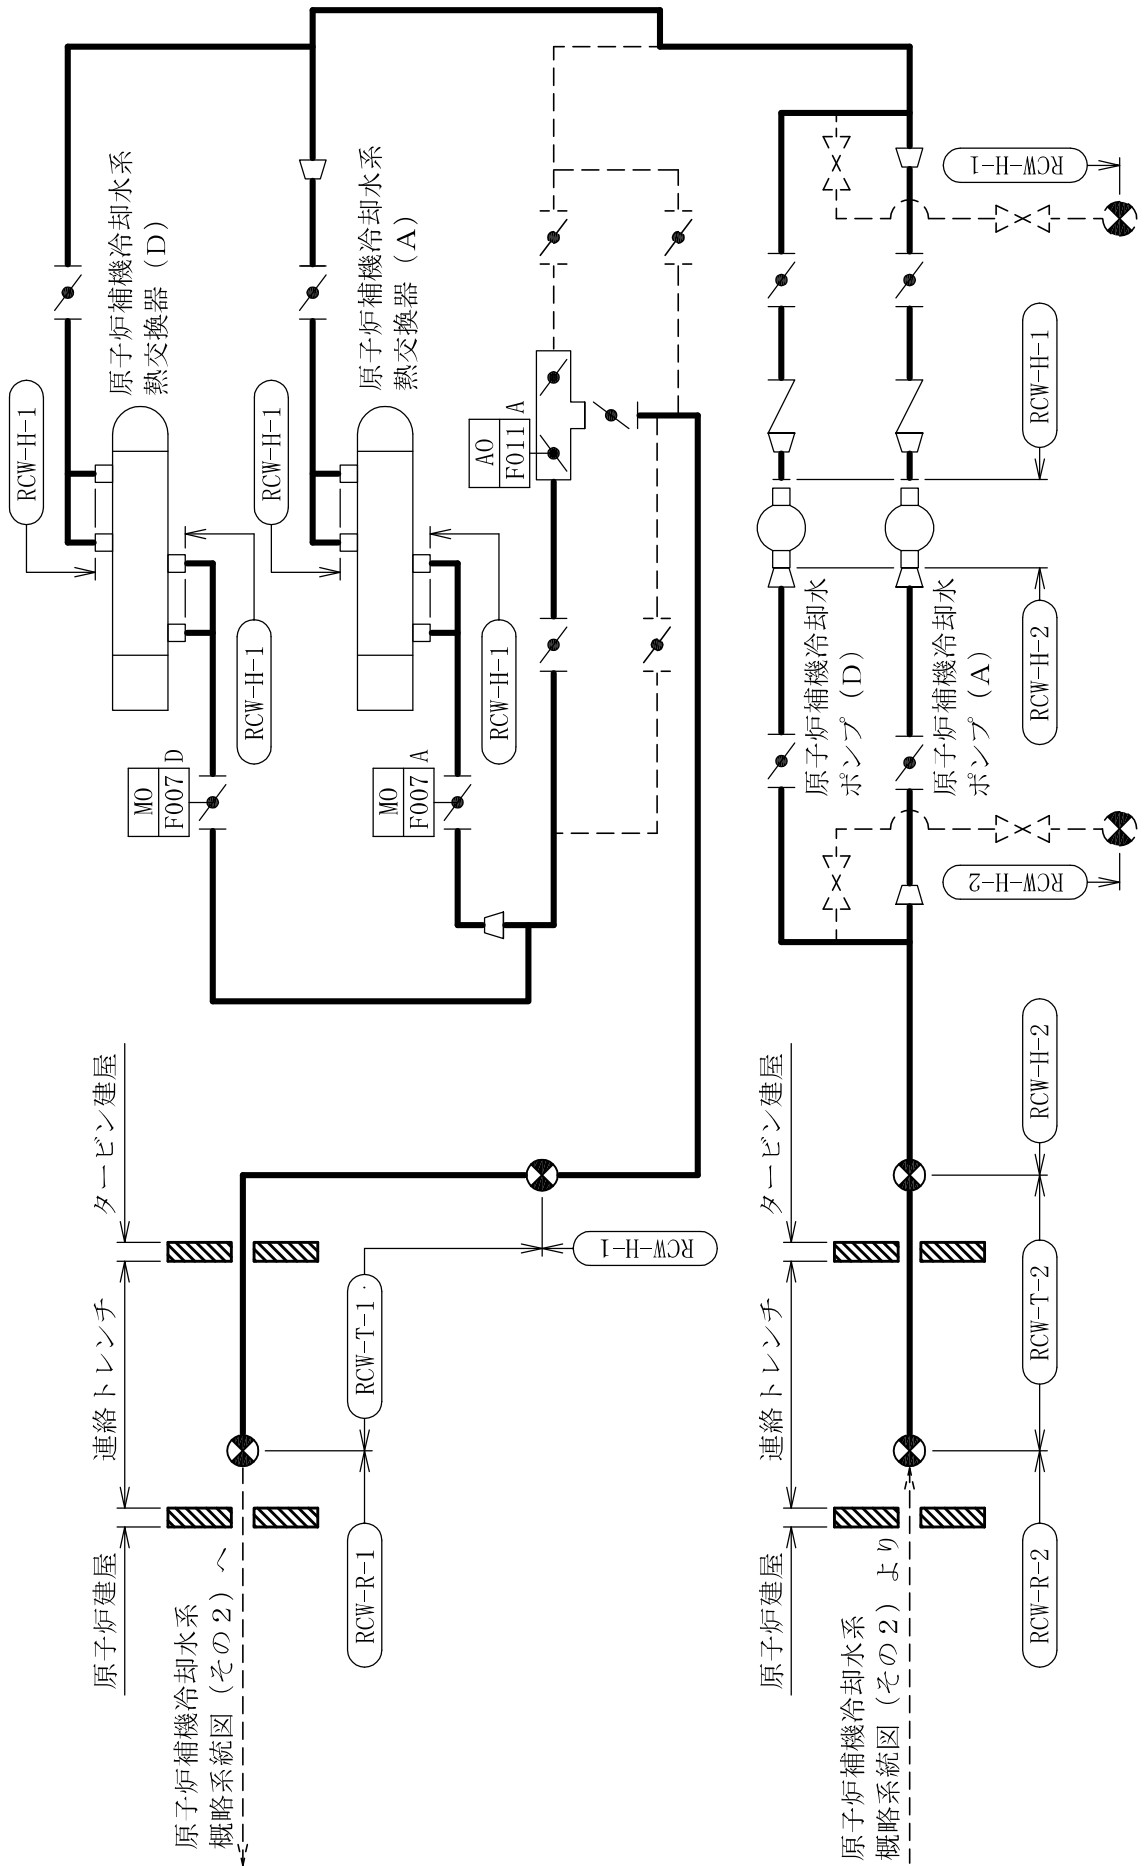 原子炉補機冷却水系
概略系統図（その２）へ
原子炉建屋
連絡トレンチ
タービン建屋
RCW-R-1
RCW-T-1
RCW-H-1
MO
F007
D
RCW-H-1
RCW-H-1
原子炉補機冷却水系
熱交換器（Ｄ）
MO
F007
A
RCW-H-1
RCW-H-1
原子炉補機冷却水系
熱交換器（Ａ）
AO
F011
A
原子炉補機冷却水系
概略系統図（その２）より
原子炉建屋
連絡トレンチ
タービン建屋
RCW-R-2
RCW-T-2
RCW-H-2
原子炉補機冷却水
ポンプ（Ｄ）
原子炉補機冷却水
ポンプ（Ａ）
RCW-H-2
RCW-H-2
RCW-H-1
RCW-H-1